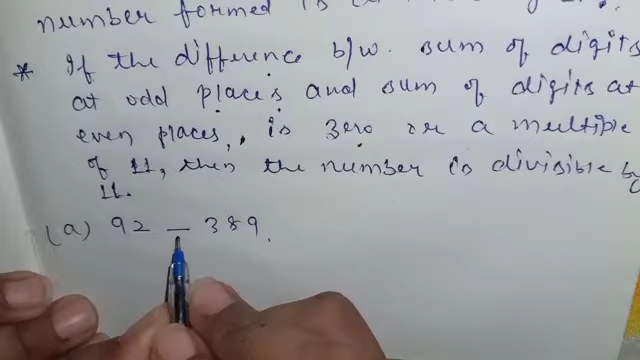 number formed is
* If the difference b/w. sum of digits
at odd places and sum of digits at
even places, is zero or a multiple
of 11, then the number is divisible by
11.
(a) 92 _ 389.